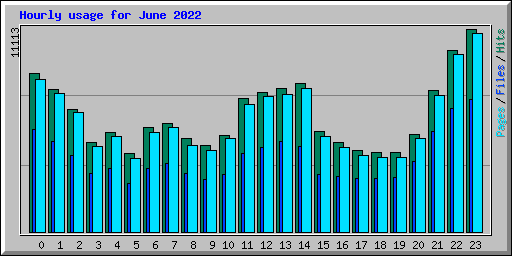 Hourly usage for June 2022
11113
Pages/Files/Hits
0 1 2 3 4 5 6 7 8 9 10 11 12 13 14 15 16 17 18 19 20 21 22 23